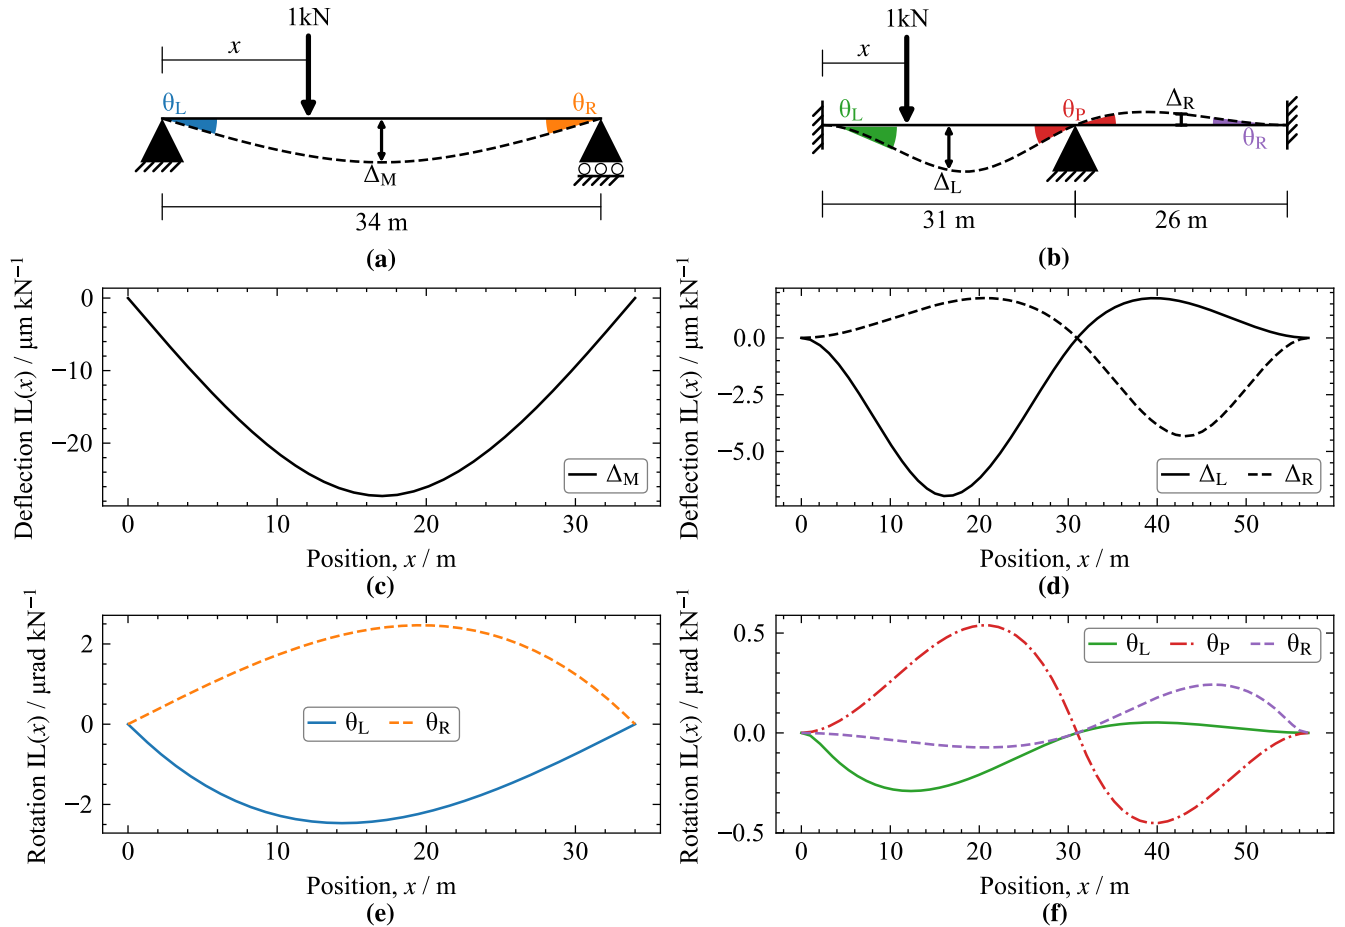 1kN
x
θL
θR
ΔM
34 m
(a)
1kN
x
θL
θP
ΔR
θR
ΔL
31 m
26 m
(b)
Deflection IL(x) / μm kN⁻¹
0
−10
−20
ΔM
0
10
20
30
Position, x / m
(c)
Deflection IL(x) / μm kN⁻¹
0.0
−2.5
−5.0
ΔL
ΔR
0
10
20
30
40
50
Position, x / m
(d)
Rotation IL(x) / μrad kN⁻¹
2
0
−2
θL
θR
0
10
20
30
Position, x / m
(e)
Rotation IL(x) / μrad kN⁻¹
0.5
0.0
−0.5
θL
θP
θR
0
10
20
30
40
50
Position, x / m
(f)